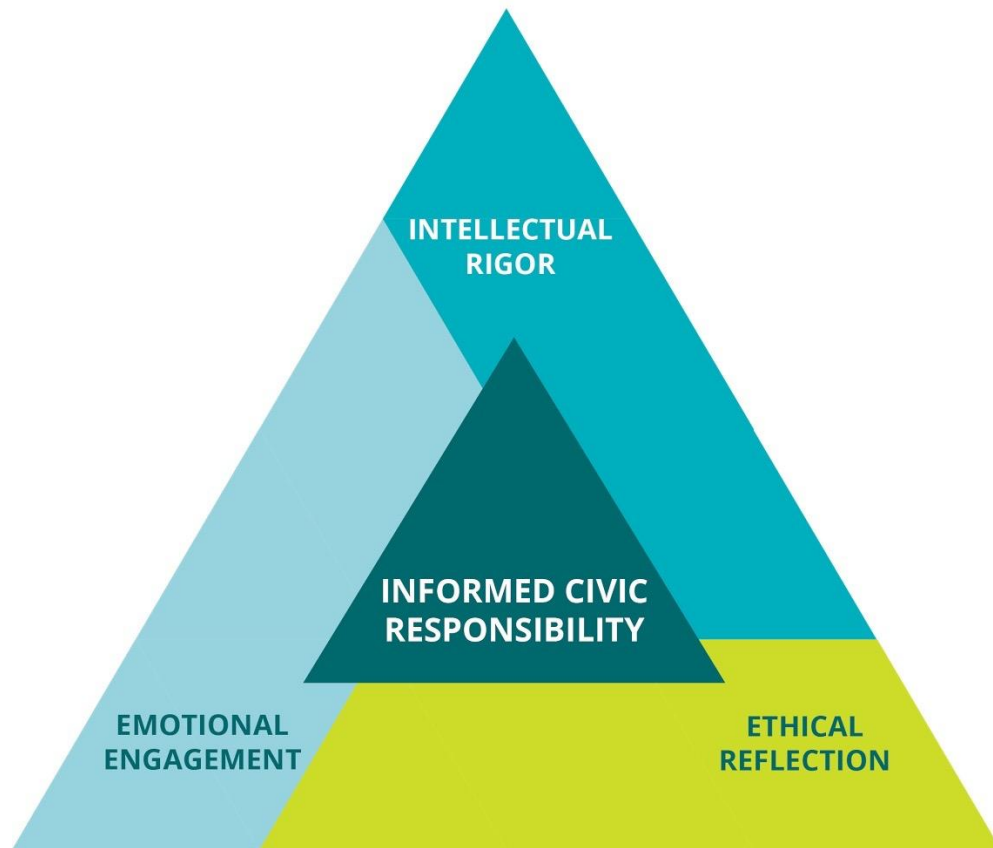 INTELLECTUAL
RIGOR
INFORMED CIVIC
RESPONSIBILITY
EMOTIONAL
ENGAGEMENT
ETHICAL
REFLECTION